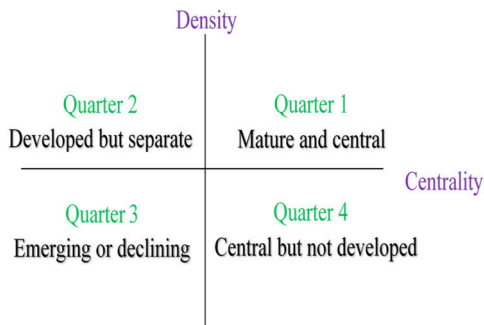 Density
Quarter 2
Developed but separate
Quarter 1
Mature and central
Centrality
Quarter 3
Emerging or declining
Quarter 4
Central but not developed